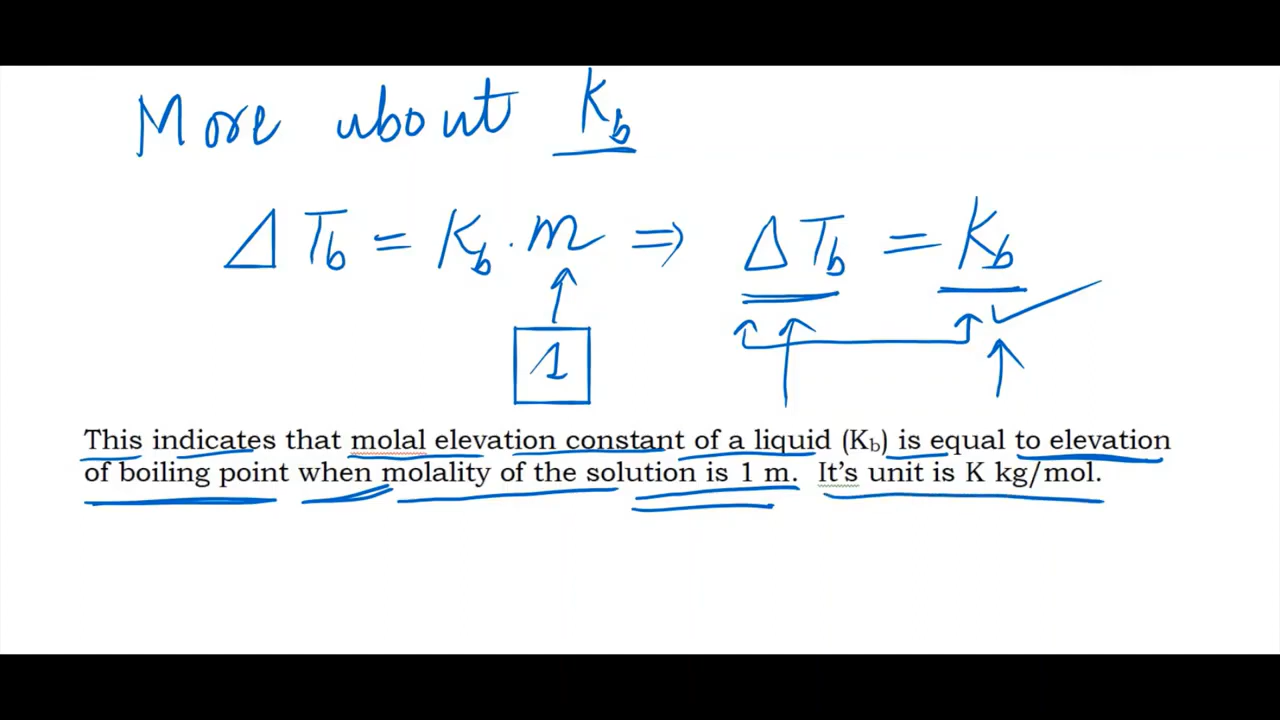 More about Kb
ΔTb = Kb . m ⇒ ΔTb = Kb
1
This indicates that molal elevation constant of a liquid (Kb) is equal to elevation
of boiling point when molality of the solution is 1 m. It's unit is K kg/mol.